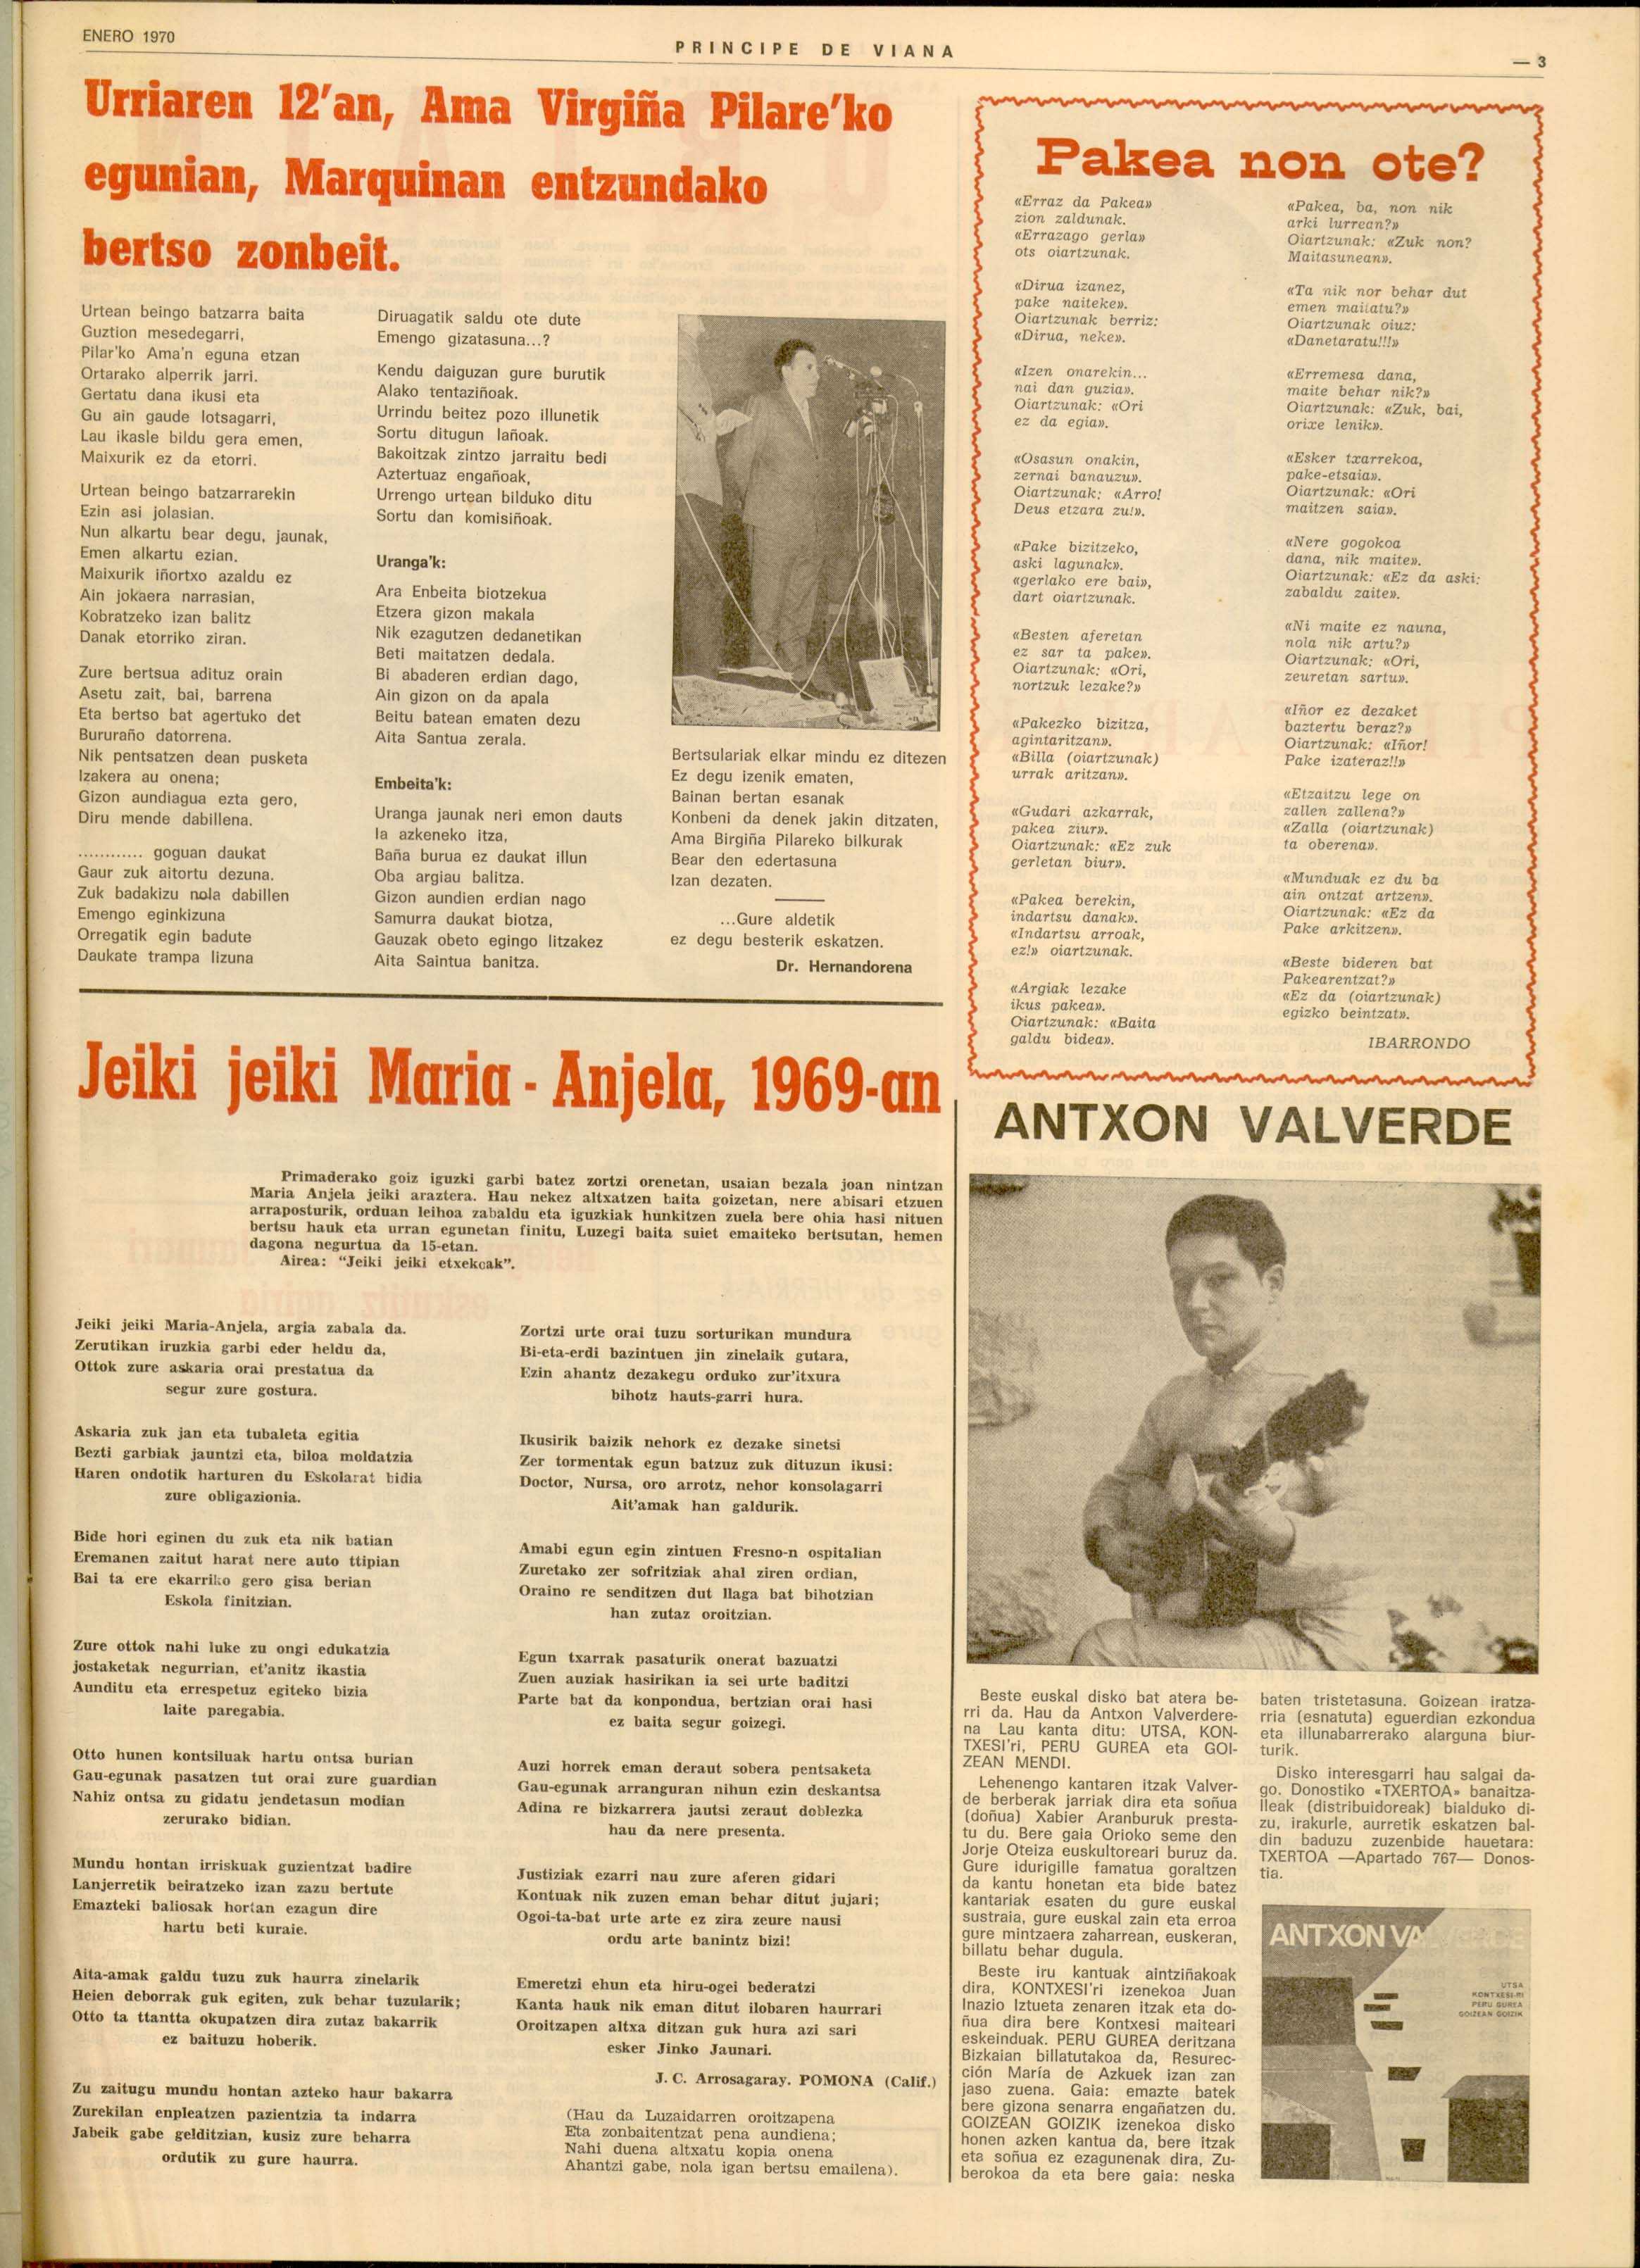 ENERO 1970
PRINCIPE DE VIANA
— 3
Urriaren 12'an, Ama Virgiña Pilare'ko
egunian, Marquinan entzundako
bertso zonbeit.
Urtean beingo batzarra baita
Guztion mesedegarri,
Pilar'ko Ama'n eguna etzan
Ortarako alperrik jarri.
Gertatu dana ikusi eta
Gu ain gaude lotsagarri,
Lau ikasle bildu gera emen,
Maixurik ez da etorri.
Urtean beingo batzarrarekin
Ezin asi jolasian.
Nun alkartu bear degu, jaunak,
Emen alkartu ezian.
Maixurik iñortxo azaldu ez
Ain jokaera narrasian,
Kobratzeko izan balitz
Danak etorriko ziran.
Zure bertsua adituz orain
Asetu zait, bai, barrena
Eta bertso bat agertuko det
Bururaño datorrena.
Nik pentsatzen dean pusketa
Izakera au onena;
Gizon aundiagua ezta gero,
Diru mende dabillena.
............ goguan daukat
Gaur zuk aitortu dezuna.
Zuk badakizu nola dabillen
Emengo eginkizuna
Orregatik egin badute
Daukate trampa lizuna
Diruagatik saldu ote dute
Emengo gizatasuna...?
Kendu daiguzan gure burutik
Alako tentaziñoak.
Urrindu beitez pozo illunetik
Sortu ditugun lañoak.
Bakoitzak zintzo jarraitu bedi
Aztertuaz engañoak,
Urrengo urtean bilduko ditu
Sortu dan komisiñoak.
Uranga'k:
Ara Enbeita biotzekua
Etzera gizon makala
Nik ezagutzen dedanetikan
Beti maitatzen dedala.
Bi abaderen erdian dago,
Ain gizon on da apala
Beitu batean ematen dezu
Aita Santua zerala.
Embeita'k:
Uranga jaunak neri emon dauts
Ia azkeneko itza,
Baña burua ez daukat illun
Oba argiau balitza.
Gizon aundien erdian nago
Samurra daukat biotza,
Gauzak obeto egingo litzakez
Aita Saintua banitza.
Bertsulariak elkar mindu ez ditezen
Ez degu izenik ematen,
Bainan bertan esanak
Konbeni da denek jakin ditzaten,
Ama Birgiña Pilareko bilkurak
Bear den edertasuna
Izan dezaten.
...Gure aldetik
ez degu besterik eskatzen.
Dr. Hernandorena
Pakea non ote?
«Erraz da Pakea»
zion zaldunak.
«Errazago gerla»
ots oiartzunak.
«Dirua izanez,
pake naiteke».
Oiartzunak berriz:
«Dirua, neke».
«Izen onarekin...
nai dan guzia».
Oiartzunak: «Ori
ez da egia».
«Osasun onakin,
zernai banauzu».
Oiartzunak: «Arro!
Deus etzara zu!».
«Pake bizitzeko,
aski lagunak».
«gerlako ere bai»,
dart oiartzunak.
«Besten aferetan
ez sar ta pake».
Oiartzunak: «Ori,
nortzuk lezake?»
«Pakezko bizitza,
agintaritzan».
«Billa (oiartzunak)
urrak aritzan».
«Gudari azkarrak,
pakea ziur».
Oiartzunak: «Ez zuk
gerletan biur».
«Pakea berekin,
indartsu danak».
«Indartsu arroak,
ez!» oiartzunak.
«Argiak lezake
ikus pakea».
Oiartzunak: «Baita
galdu bidea».
«Pakea, ba, non nik
arki lurrean?»
Oiartzunak: «Zuk non?
Maitasunean».
«Ta nik nor behar dut
emen maitatu?»
Oiartzunak oiuz:
«Danetaratu!!!»
«Erremesa dana,
maite behar nik?»
Oiartzunak: «Zuk, bai,
orixe lenik».
«Esker txarrekoa,
pake-etsaia».
Oiartzunak: «Ori
maitzen saia».
«Nere gogokoa
dana, nik maite».
Oiartzunak: «Ez da aski:
zabaldu zaite».
«Ni maite ez nauna,
nola nik artu?»
Oiartzunak: «Ori,
zeuretan sartu».
«Iñor ez dezaket
baztertu beraz?»
Oiartzunak: «Iñor!
Pake izateraz!!»
«Etzaitzu lege on
zallen zallena?»
«Zalla (oiartzunak)
ta oberena».
«Munduak ez du ba
ain ontzat artzen».
Oiartzunak: «Ez da
Pake arkitzen».
«Beste bideren bat
Pakearentzat?»
«Ez da (oiartzunak)
egizko beintzat».
IBARRONDO
Jeiki jeiki Maria - Anjela, 1969-an
Primaderako goiz iguzki garbi batez zortzi orenetan, usaian bezala joan nintzan
Maria Anjela jeiki araztera. Hau nekez altxatzen baita goizetan, nere abisari etzuen
arraposturik, orduan leihoa zabaldu eta iguzkiak hunkitzen zuela bere ohia hasi nituen
bertsu hauk eta urran egunetan finitu, Luzegi baita suiet emaiteko bertsutan, hemen
dagona negurtua da 15-etan.
Airea: "Jeiki jeiki etxekoak".
Jeiki jeiki Maria-Anjela, argia zabala da.
Zerutikan iruzkia garbi eder heldu da,
Ottok zure askaria orai prestatua da
segur zure gostura.
Askaria zuk jan eta tubaleta egitia
Bezti garbiak jauntzi eta, biloa moldatzia
Haren ondotik harturen du Eskolarat bidia
zure obligazionia.
Bide hori eginen du zuk eta nik batian
Eremanen zaitut harat nere auto ttipian
Bai ta ere ekarriko gero gisa berian
Eskola finitzian.
Zure ottok nahi luke zu ongi edukatzia
jostaketak negurrian, et'anitz ikastia
Aunditu eta errespetuz egiteko bizia
laite paregabia.
Otto hunen kontsiluak hartu ontsa burian
Gau-egunak pasatzen tut orai zure guardian
Nahiz ontsa zu gidatu jendetasun modian
zerurako bidian.
Mundu hontan irriskuak guzientzat badire
Lanjerretik beiratzeko izan zazu bertute
Emazteki baliosak hortan ezagun dire
hartu beti kuraie.
Aita-amak galdu tuzu zuk haurra zinelarik
Heien deborrak guk egiten, zuk behar tuzularik;
Otto ta ttantta okupatzen dira zutaz bakarrik
ez baituzu hoberik.
Zu zaitugu mundu hontan azteko haur bakarra
Zurekilan enpleatzen pazientzia ta indarra
Jabeik gabe gelditzian, kusiz zure beharra
ordutik zu gure haurra.
Zortzi urte orai tuzu sorturikan mundura
Bi-eta-erdi bazintuen jin zinelaik gutara,
Ezin ahantz dezakegu orduko zur'itxura
bihotz hauts-garri hura.
Ikusirik baizik nehork ez dezake sinetsi
Zer tormentak egun batzuz zuk dituzun ikusi:
Doctor, Nursa, oro arrotz, nehor konsolagarri
Ait'amak han galdurik.
Amabi egun egin zintuen Fresno-n ospitalian
Zuretako zer sofritziak ahal ziren ordian,
Oraino re senditzen dut llaga bat bihotzian
han zutaz oroitzian.
Egun txarrak pasaturik onerat bazuatzi
Zuen auziak hasirikan ia sei urte baditzi
Parte bat da konpondua, bertzian orai hasi
ez baita segur goizegi.
Auzi horrek eman deraut sobera pentsaketa
Gau-egunak arranguran nihun ezin deskantsa
Adina re bizkarrera jautsi zeraut doblezka
hau da nere presenta.
Justiziak ezarri nau zure aferen gidari
Kontuak nik zuzen eman behar ditut jujari;
Ogoi-ta-bat urte arte ez zira zeure nausi
ordu arte banintz bizi!
Emeretzi ehun eta hiru-ogei bederatzi
Kanta hauk nik eman ditut ilobaren haurrari
Oroitzapen altxa ditzan guk hura azi sari
esker Jinko Jaunari.
J. C. Arrosagaray. POMONA (Calif.)
(Hau da Luzaidarren oroitzapena
Eta zonbaitentzat pena aundiena;
Nahi duena altxatu kopia onena
Ahantzi gabe, nola igan bertsu emailena).
ANTXON VALVERDE
Beste euskal disko bat atera be-
rri da. Hau da Antxon Valverdere-
na Lau kanta ditu: UTSA, KON-
TXESI'ri, PERU GUREA eta GOI-
ZEAN MENDI.
Lehenengo kantaren itzak Valver-
de berberak jarriak dira eta soñua
(doñua) Xabier Aranburuk presta-
tu du. Bere gaia Orioko seme den
Jorje Oteiza euskultoreari buruz da.
Gure idurigille famatua goraltzen
da kantu honetan eta bide batez
kantariak esaten du gure euskal
sustraia, gure euskal zain eta erroa
gure mintzaera zaharrean, euskeran,
billatu behar dugula.
Beste iru kantuak aintziñakoak
dira, KONTXESI'ri izenekoa Juan
Inazio Iztueta zenaren itzak eta do-
ñua dira bere Kontxesi maiteari
eskeinduak. PERU GUREA deritzana
Bizkaian billatutakoa da, Resurec-
ción María de Azkuek izan zan
jaso zuena. Gaia: emazte batek
bere gizona senarra engañatzen du.
GOIZEAN GOIZIK izenekoa disko
honen azken kantua da, bere itzak
eta soñua ez ezagunenak dira, Zu-
berokoa da eta bere gaia: neska
baten tristetasuna. Goizean iratza-
rria (esnatuta) eguerdian ezkondua
eta illunabarrerako alarguna biur-
turik.
Disko interesgarri hau salgai da-
go. Donostiko «TXERTOA» banaitza-
lleak (distribuidoreak) bialduko di-
zu, irakurle, aurretik eskatzen bal-
din baduzu zuzenbide hauetara:
TXERTOA —Apartado 767— Donos-
tia.
ANTXON VALVERDE
UTSA
KONTXESI-RI
PERU GUREA
GOIZEAN GOIZIK